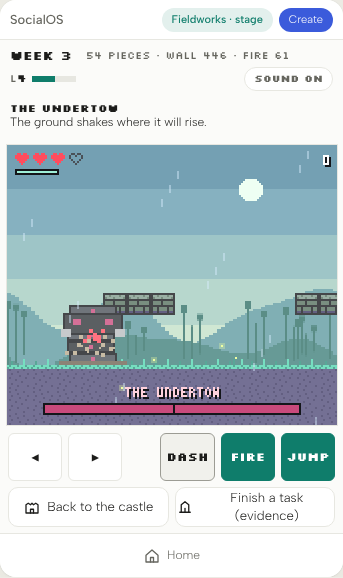 SocialOS
Fieldworks · stage
Create
WEEK 3
54 PIECES · WALL 446 · FIRE 61
L4
SOUND ON
THE UNDERTOW
The ground shakes where it will rise.
0
THE UNDERTOW
DASH
FIRE
JUMP
Back to the castle
Finish a task
(evidence)
Home